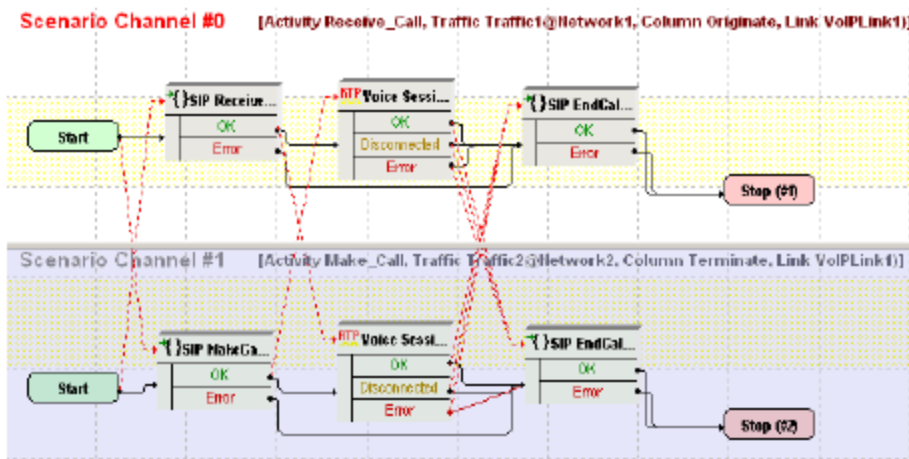 Scenario Channel #0 [Activity Receive_Call, Traffic Traffic1@Network1, Column Originate, Link VoIPLink1)]
{}SIP Receive...
OK
Error
RTP Voice Sessi...
OK
Disconnected
Error
{}SIP EndCal...
OK
Error
Start
Stop (#1)
Scenario Channel #1 [Activity Make_Call, Traffic Traffic2@Network2, Column Terminate, Link VoIPLink1)]
{}SIP MakeCa...
OK
Error
RTP Voice Sessi...
OK
Disconnected
Error
{}SIP EndCal...
OK
Error
Start
Stop (#2)